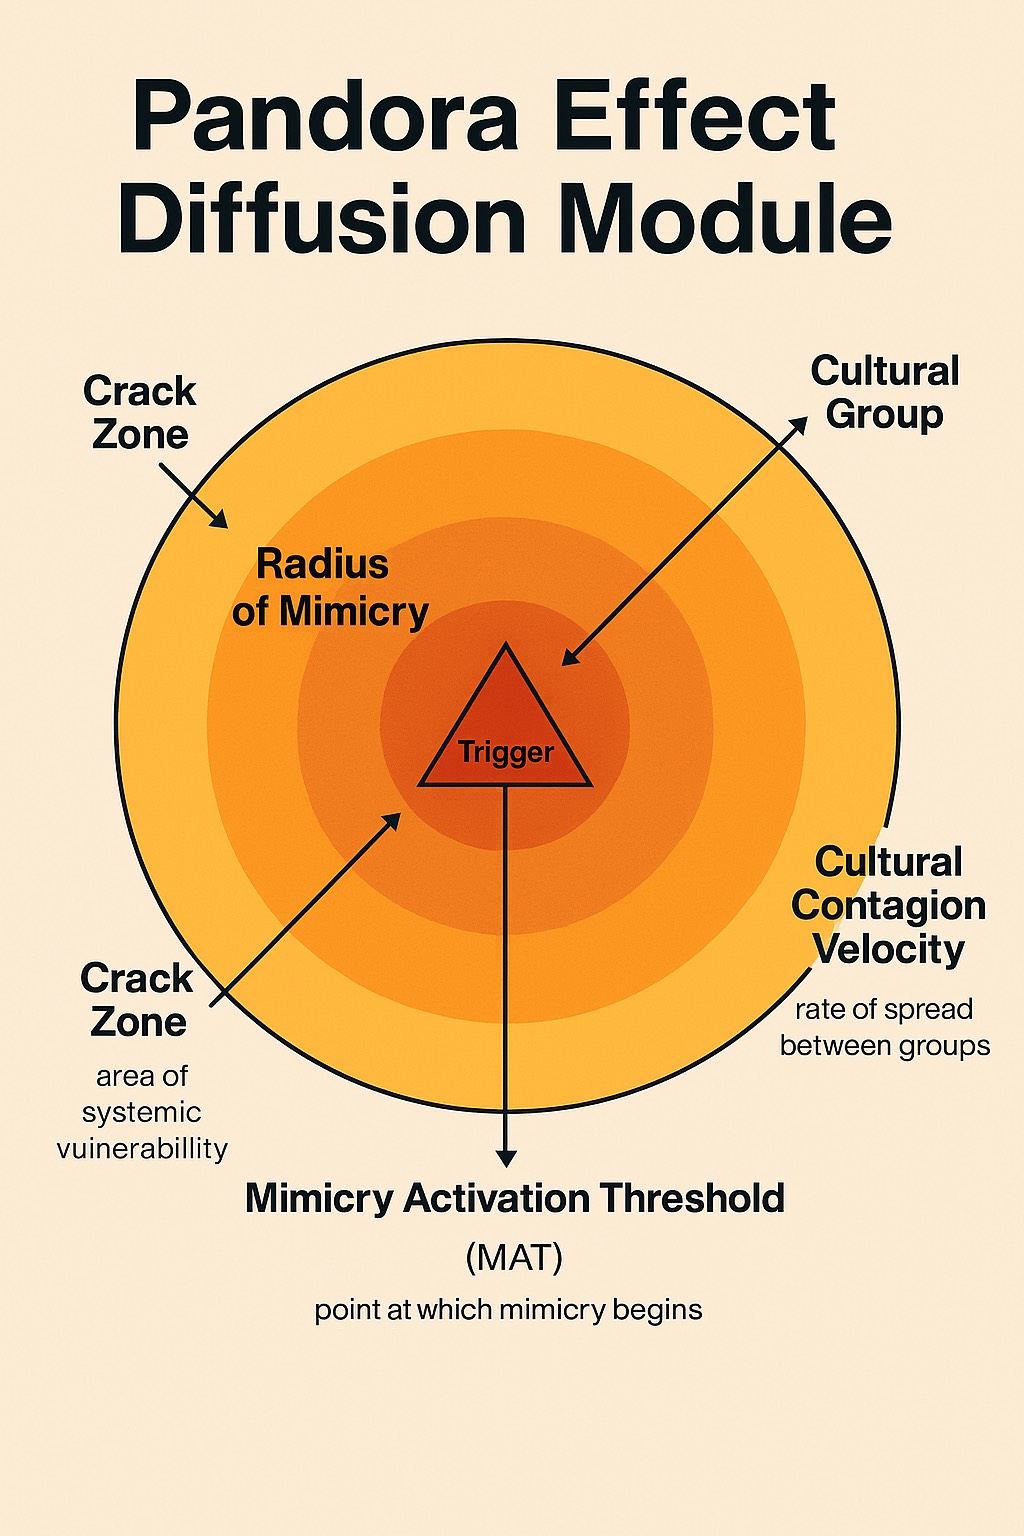 Pandora Effect
Diffusion Module
Crack
Zone
Cultural
Group
Radius
of Mimicry
Trigger
Cultural
Contagion
Velocity
rate of spread
between groups
Crack
Zone
area of
systemic
vuinerabillity
Mimicry Activation Threshold
(MAT)
point at which mimicry begins